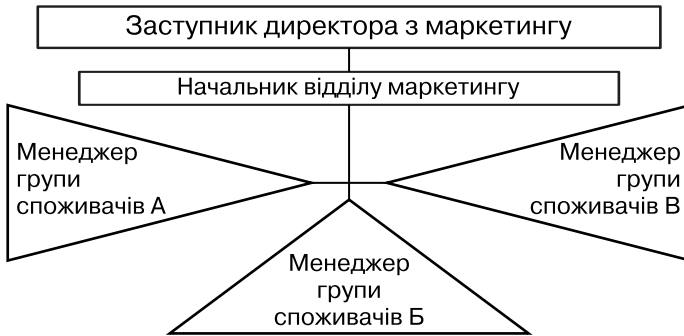 Заступник директора з маркетингу
Начальник відділу маркетингу
Менеджер
групи
споживачів А
Менеджер
групи
споживачів В
Менеджер
групи
споживачів Б